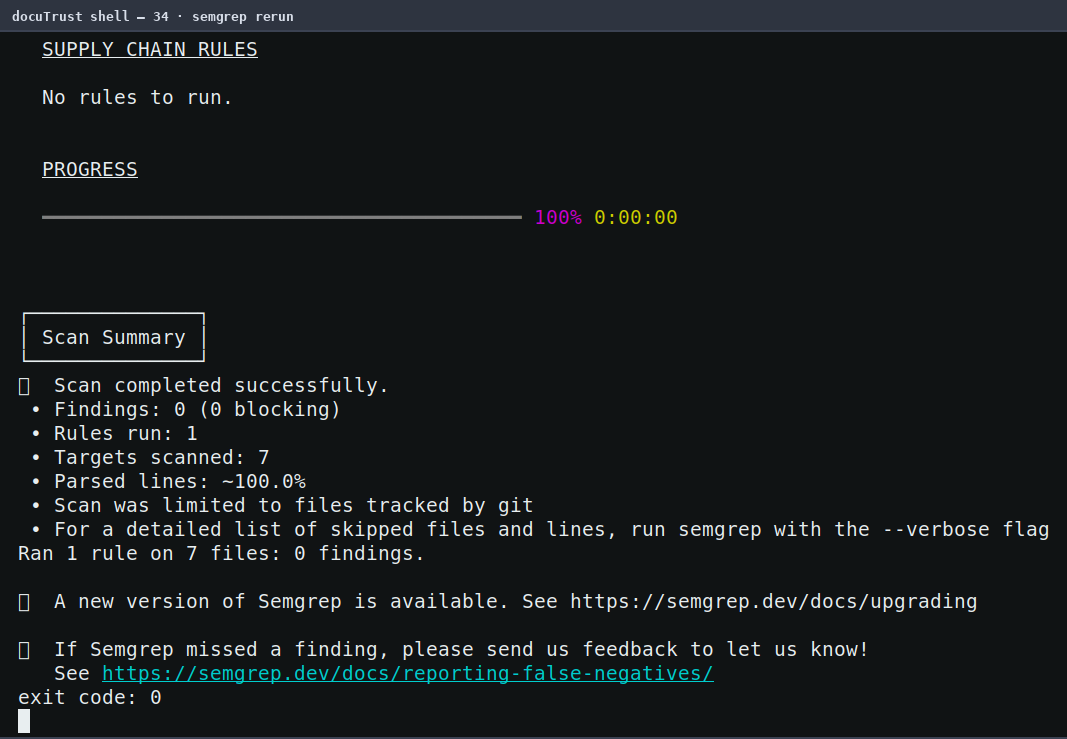 docuTrust shell — 34 · semgrep rerun
SUPPLY CHAIN RULES
No rules to run.
PROGRESS
100% 0:00:00
Scan Summary
Scan completed successfully.
• Findings: 0 (0 blocking)
• Rules run: 1
• Targets scanned: 7
• Parsed lines: ~100.0%
• Scan was limited to files tracked by git
• For a detailed list of skipped files and lines, run semgrep with the --verbose flag
Ran 1 rule on 7 files: 0 findings.
A new version of Semgrep is available. See https://semgrep.dev/docs/upgrading
If Semgrep missed a finding, please send us feedback to let us know!
See https://semgrep.dev/docs/reporting-false-negatives/
exit code: 0